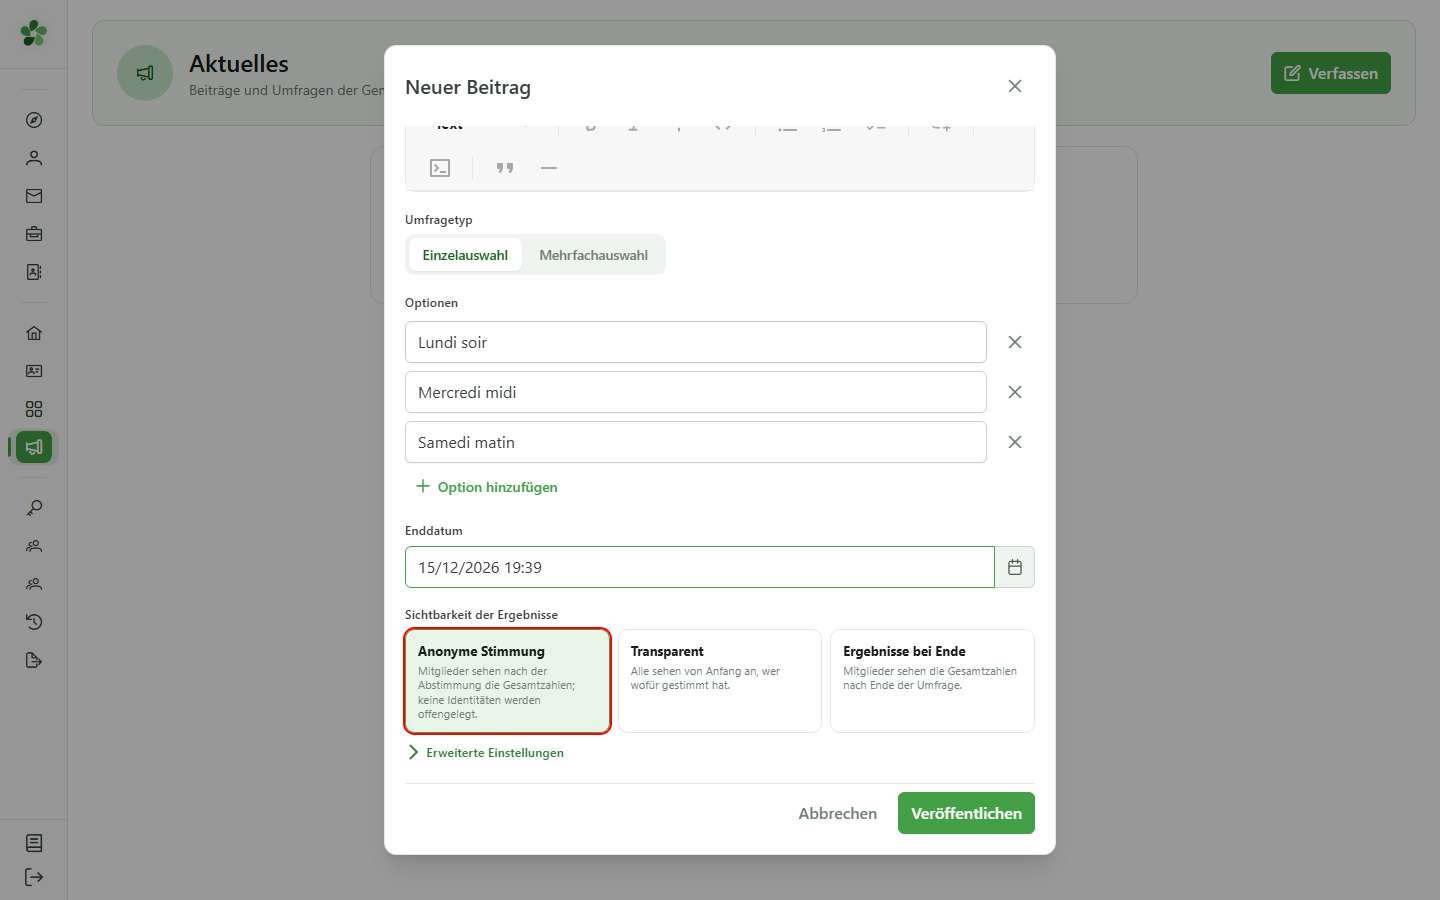 Aktuelles
Beiträge und Umfragen der Ger
Verfassen
Neuer Beitrag
Text
Umfragetyp
Einzelauswahl
Mehrfachauswahl
Optionen
Lundi soir
Mercredi midi
Samedi matin
Option hinzufügen
Enddatum
15/12/2026 19:39
Sichtbarkeit der Ergebnisse
Anonyme Stimmung
Mitglieder sehen nach der
Abstimmung die Gesamtzahlen;
keine Identitäten werden
offengelegt.
Transparent
Alle sehen von Anfang an, wer
wofür gestimmt hat.
Ergebnisse bei Ende
Mitglieder sehen die Gesamtzahlen
nach Ende der Umfrage.
Erweiterte Einstellungen
Abbrechen
Veröffentlichen